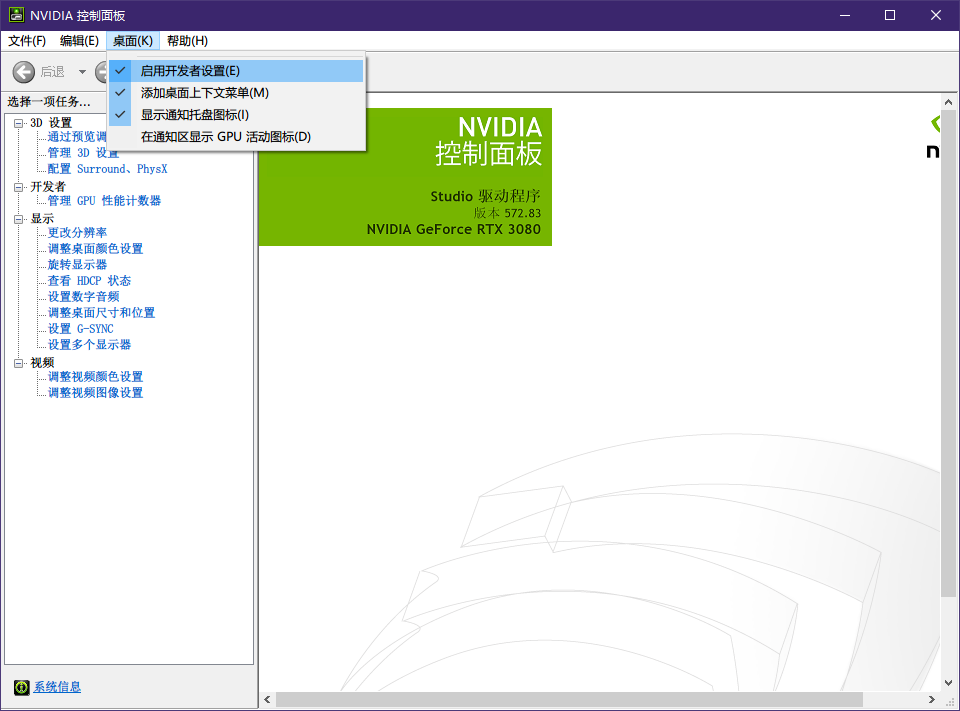 NVIDIA 控制面板
文件(F) 编辑(E) 桌面(K) 帮助(H)
后退
启用开发者设置(E)
添加桌面上下文菜单(M)
显示通知托盘图标(I)
在通知区显示 GPU 活动图标(D)
选择一项任务...
3D 设置
通过预览调
管理 3D 设置
配置 Surround、PhysX
开发者
管理 GPU 性能计数器
显示
更改分辨率
调整桌面颜色设置
旋转显示器
查看 HDCP 状态
设置数字音频
调整桌面尺寸和位置
设置 G-SYNC
设置多个显示器
视频
调整视频颜色设置
调整视频图像设置
系统信息
NVIDIA
控制面板
Studio 驱动程序
版本 572.83
NVIDIA GeForce RTX 3080